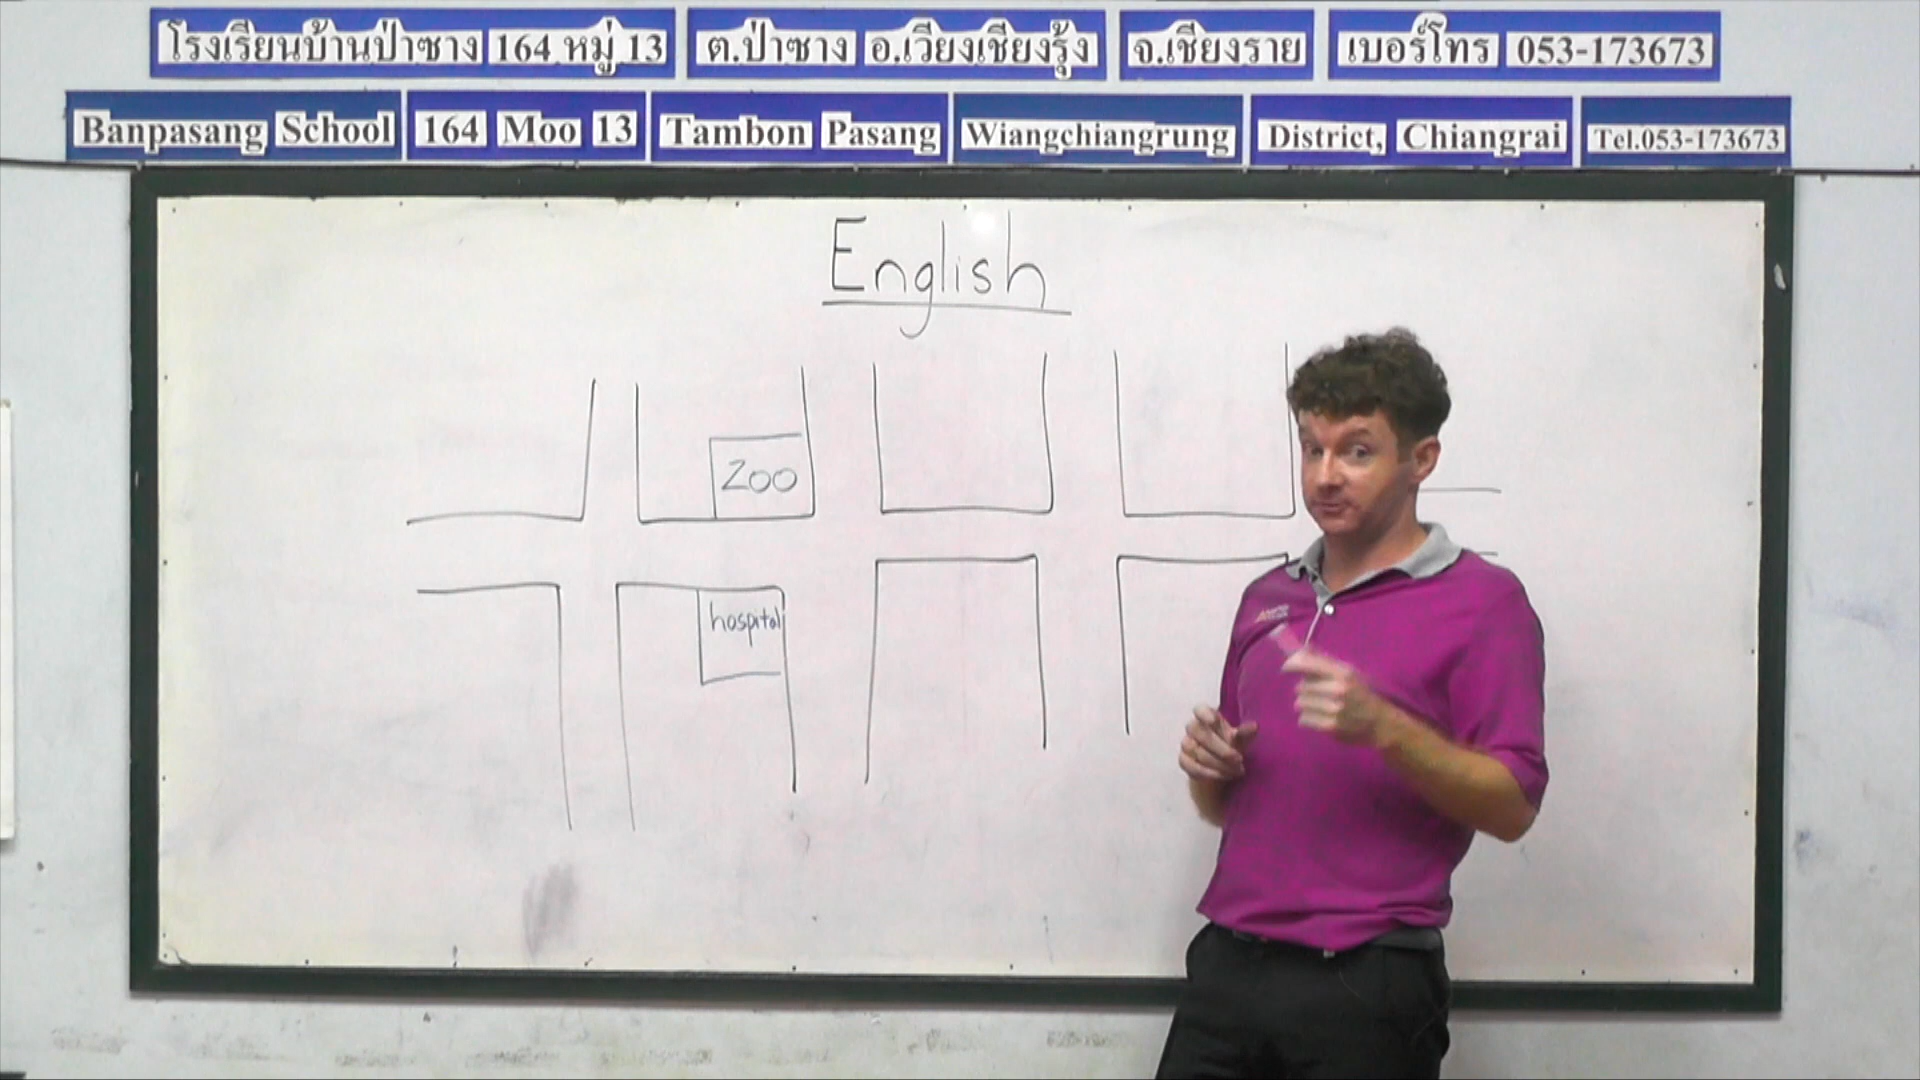 โรงเรียนบ้านป่าซาง 164 หมู่ 13 ต.ป่าซาง อ.เวียงเชียงรุ้ง จ.เชียงราย เบอร์โทร 053-173673
Banpasang School 164 Moo 13 Tambon Pasang Wiangchiangrung District, Chiangrai Tel.053-173673
English
Zoo
hospital